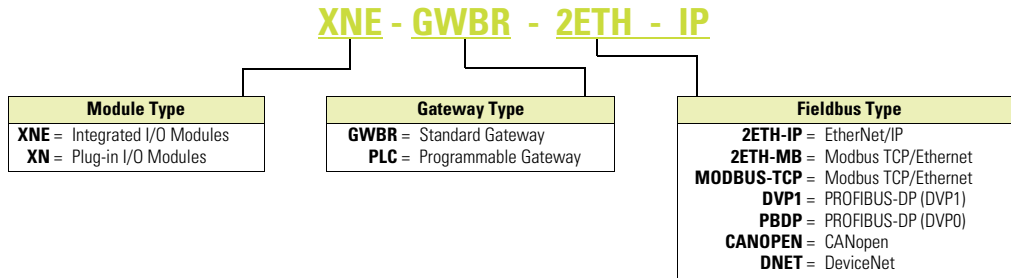 XNE - GWBR - 2ETH - IP
Module Type
XNE = Integrated I/O Modules
XN = Plug-in I/O Modules
Gateway Type
GWBR = Standard Gateway
PLC = Programmable Gateway
Fieldbus Type
2ETH-IP = EtherNet/IP
2ETH-MB = Modbus TCP/Ethernet
MODBUS-TCP = Modbus TCP/Ethernet
DVP1 = PROFIBUS-DP (DVP1)
PBDP = PROFIBUS-DP (DVP0)
CANOPEN = CANopen
DNET = DeviceNet